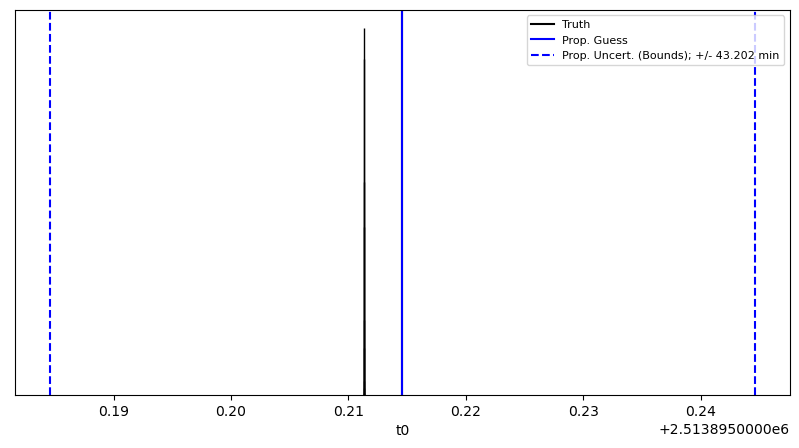 Truth
Prop. Guess
Prop. Uncert. (Bounds); +/- 43.202 min
0.19 0.20 0.21 0.22 0.23 0.24
t0
+2.5138950000e6